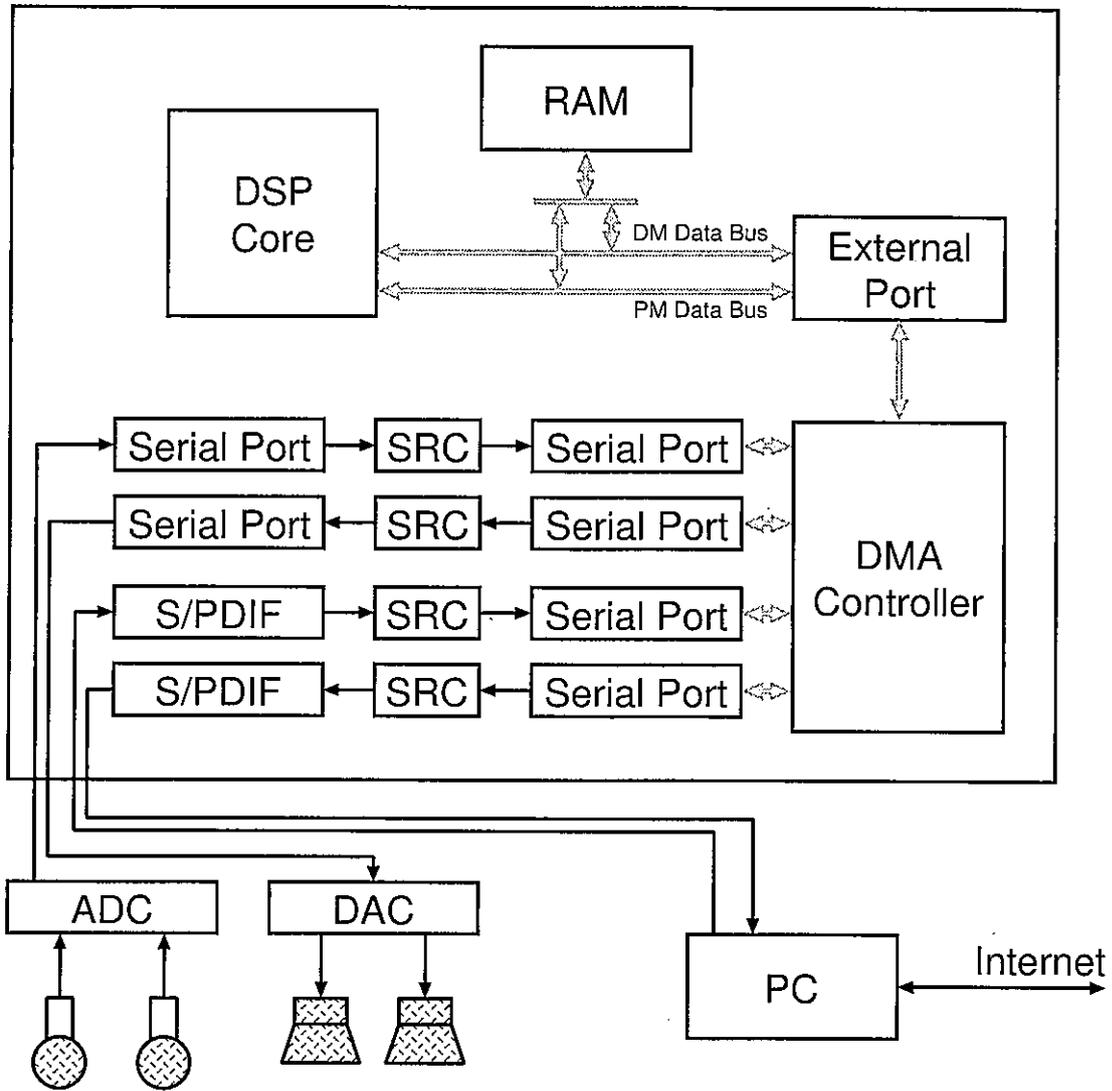 RAM
DSP
Core
DM Data Bus
External
Port
PM Data Bus
Serial Port
SRC
Serial Port
Serial Port
SRC
Serial Port
DMA
Controller
S/PDIF
SRC
Serial Port
S/PDIF
SRC
Serial Port
ADC
DAC
PC
Internet